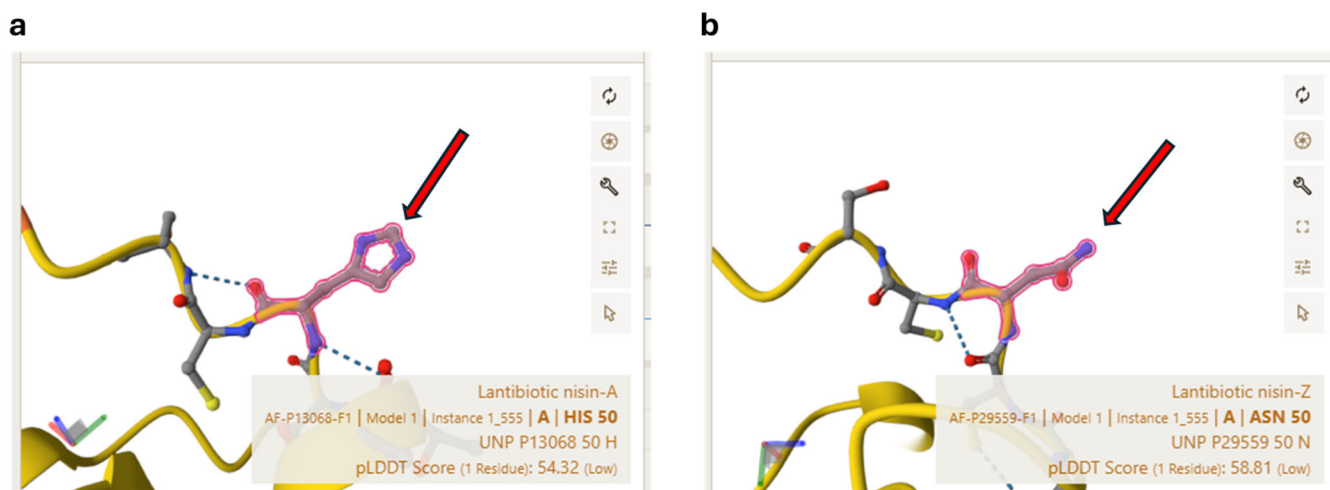 a
Lantibiotic nisin-A
AF-P13068-F1 | Model 1 | Instance 1_555 | A | HIS 50
UNP P13068 50 H
pLDDT Score (1 Residue): 54.32 (Low)
b
Lantibiotic nisin-Z
AF-P29559-F1 | Model 1 | Instance 1_555 | A | ASN 50
UNP P29559 50 N
pLDDT Score (1 Residue): 58.81 (Low)